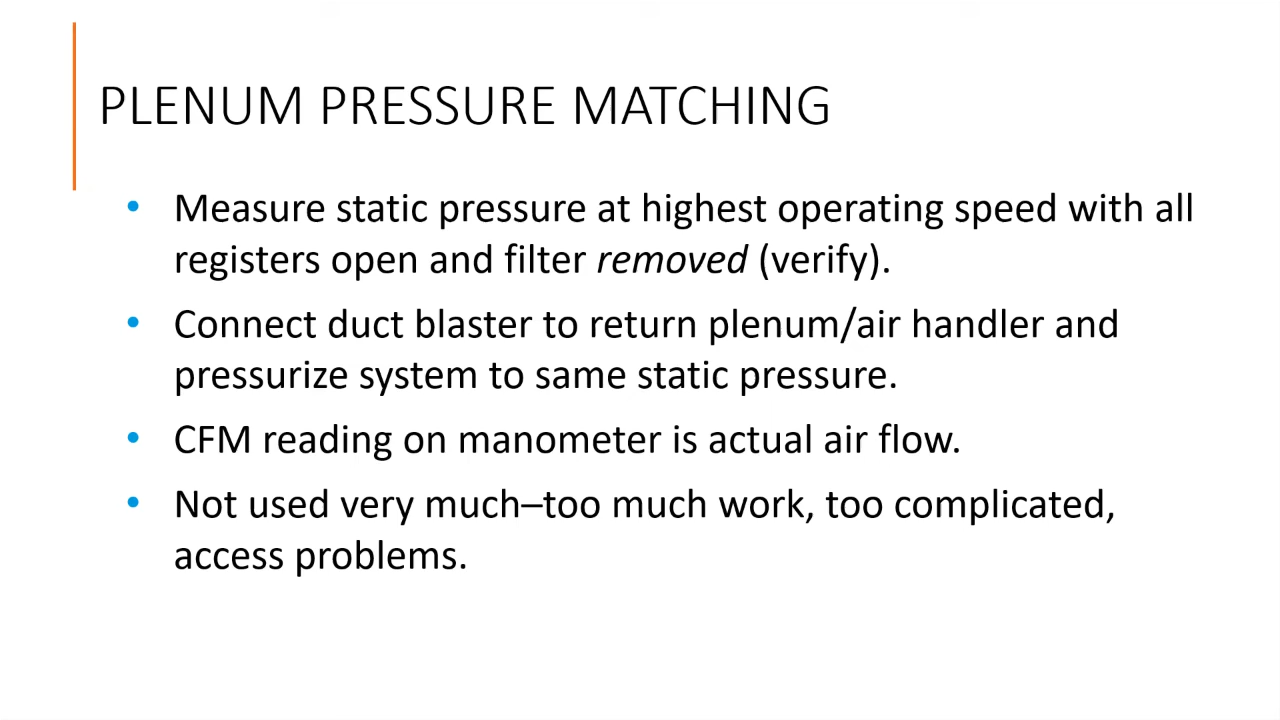 PLENUM PRESSURE MATCHING
• Measure static pressure at highest operating speed with all
registers open and filter removed (verify).
• Connect duct blaster to return plenum/air handler and
pressurize system to same static pressure.
• CFM reading on manometer is actual air flow.
• Not used very much–too much work, too complicated,
access problems.